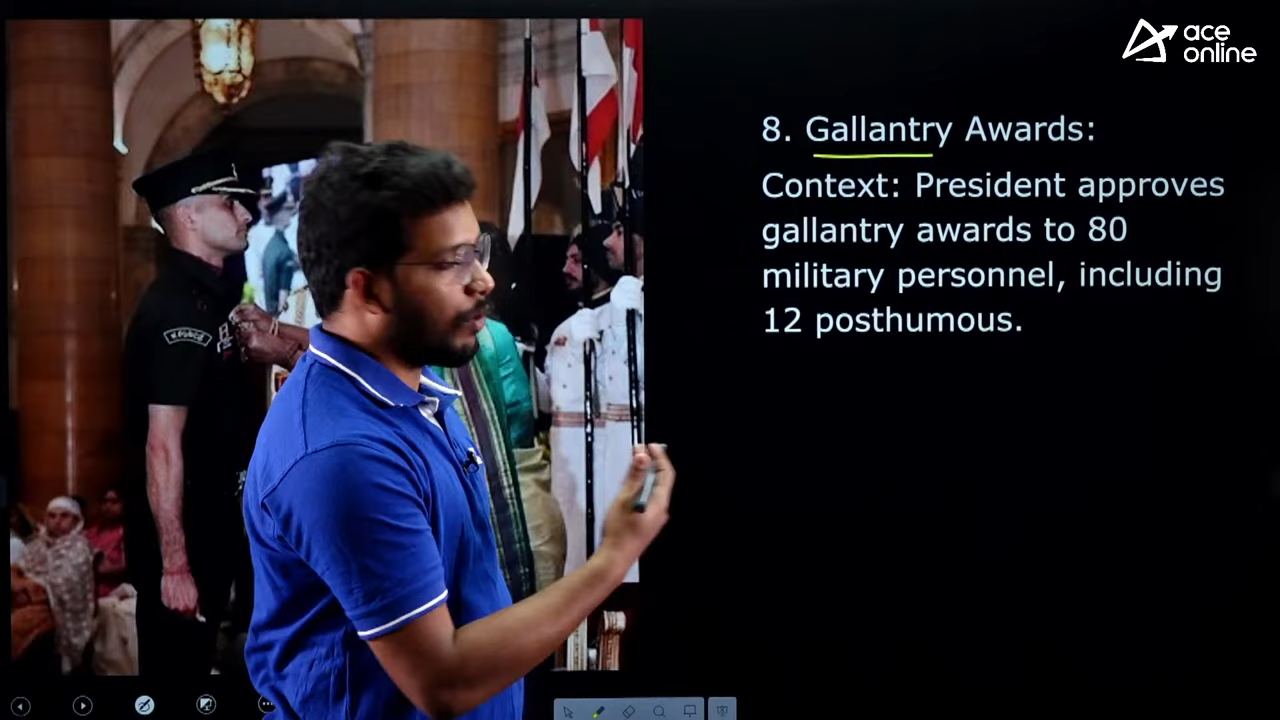 ace
online
8. Gallantry Awards:
Context: President approves
gallantry awards to 80
military personnel, including
12 posthumous.